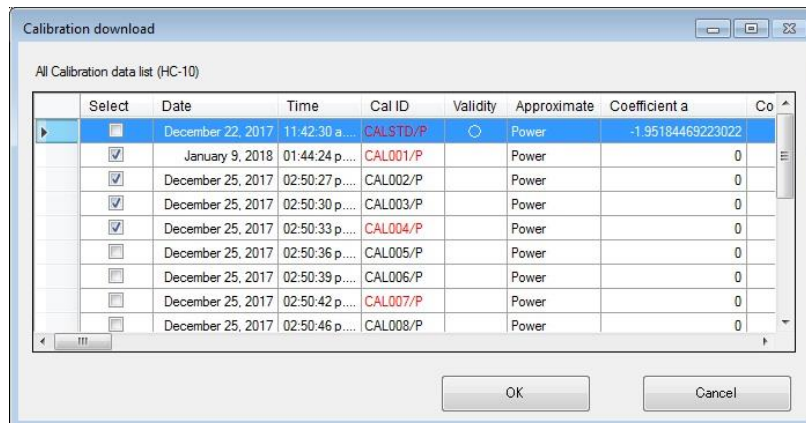 Calibration download
All Calibration data list (HC-10)
Select Date Time Cal ID Validity Approximate Coefficient a Co
December 22, 2017 11:42:30 a.... CALSTD/P ○ Power -1.95184469223022
January 9, 2018 01:44:24 p.... CAL001/P Power 0
December 25, 2017 02:50:27 p.... CAL002/P Power 0
December 25, 2017 02:50:30 p.... CAL003/P Power 0
December 25, 2017 02:50:33 p.... CAL004/P Power 0
December 25, 2017 02:50:36 p.... CAL005/P Power 0
December 25, 2017 02:50:39 p.... CAL006/P Power 0
December 25, 2017 02:50:42 p.... CAL007/P Power 0
December 25, 2017 02:50:46 p.... CAL008/P Power 0
OK Cancel